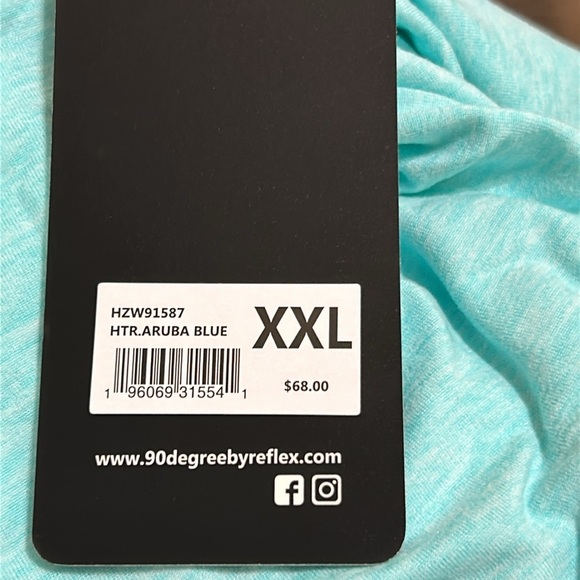 HZW91587
HTR.ARUBA BLUE
XXL
1 96069 31554 1
$68.00
www.90degreebyreflex.com